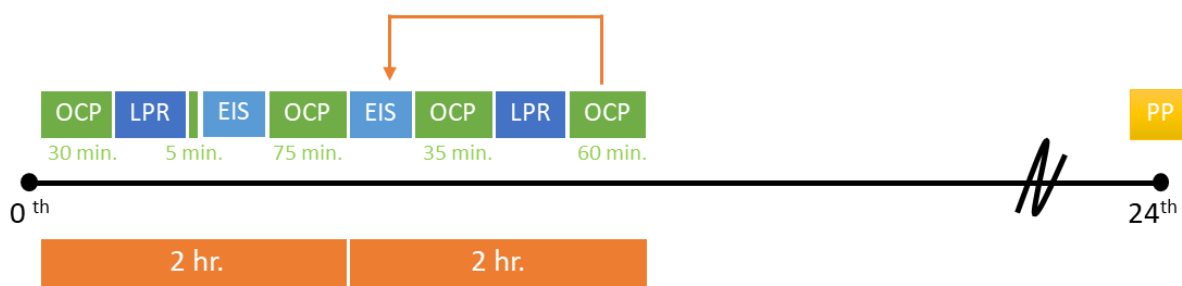 OCP LPR EIS OCP EIS OCP LPR OCP PP
30 min. 5 min. 75 min. 35 min. 60 min.
0 th 24th
2 hr. 2 hr.